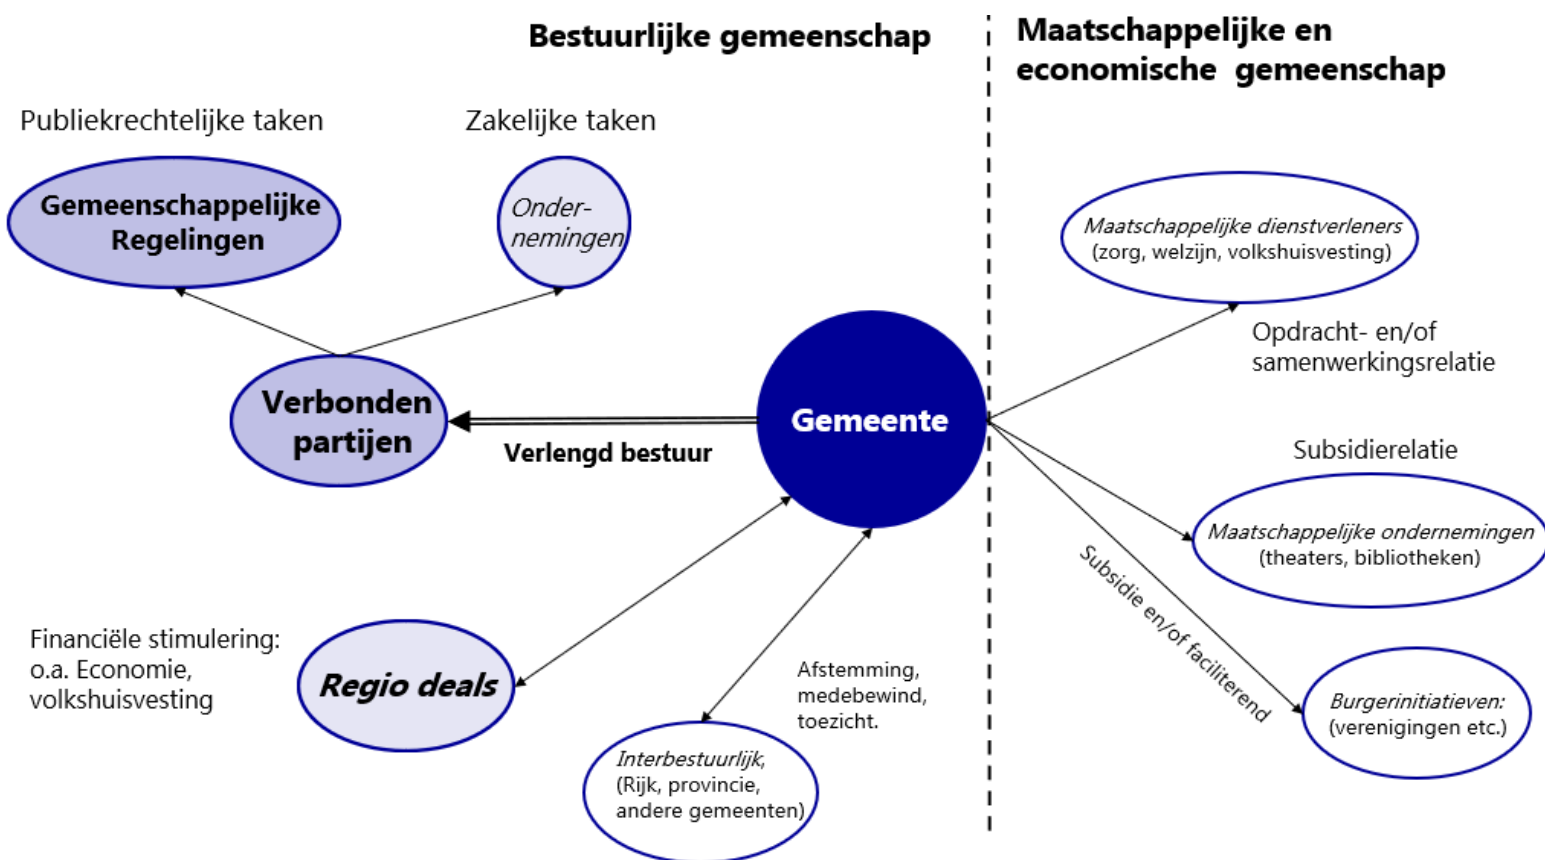 Bestuurlijke gemeenschap
Maatschappelijke en
economische gemeenschap
Publiekrechtelijke taken
Zakelijke taken
Gemeenschappelijke
Regelingen
Onder-
nemingen
Maatschappelijke dienstverleners
(zorg, welzijn, volkshuisvesting)
Opdracht- en/of
samenwerkingsrelatie
Verbonden
partijen
Verlengd bestuur
Gemeente
Subsidierelatie
Maatschappelijke ondernemingen
(theaters, bibliotheken)
Subsidie en/of faciliterend
Financiële stimulering:
o.a. Economie,
volkshuisvesting
Regio deals
Afstemming,
medebewind,
toezicht.
Interbestuurlijk,
(Rijk, provincie,
andere gemeenten)
Burgerinitiatieven:
(verenigingen etc.)